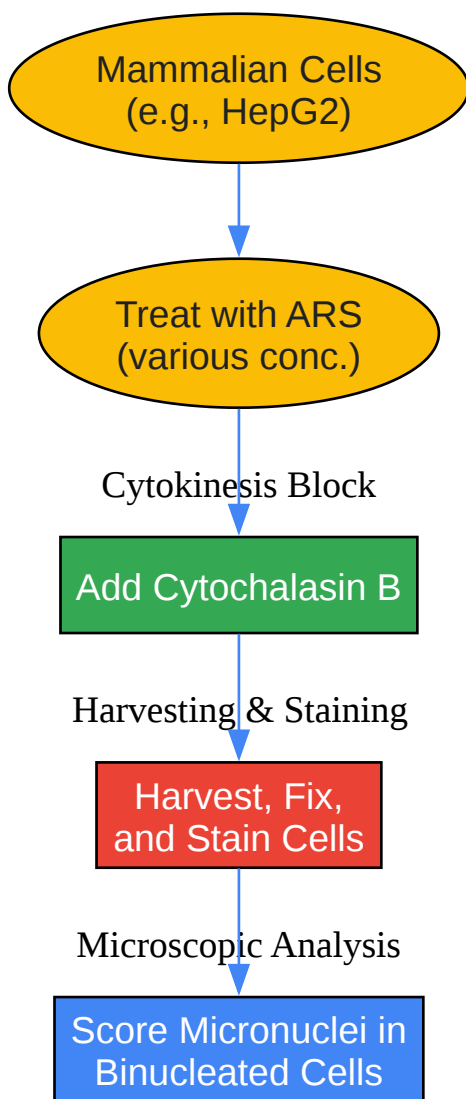 Mammalian Cells
(e.g., HepG2)
Treat with ARS
(various conc.)
Cytokinesis Block
Add Cytochalasin B
Harvesting & Staining
Harvest, Fix,
and Stain Cells
Microscopic Analysis
Score Micronuclei in
Binucleated Cells